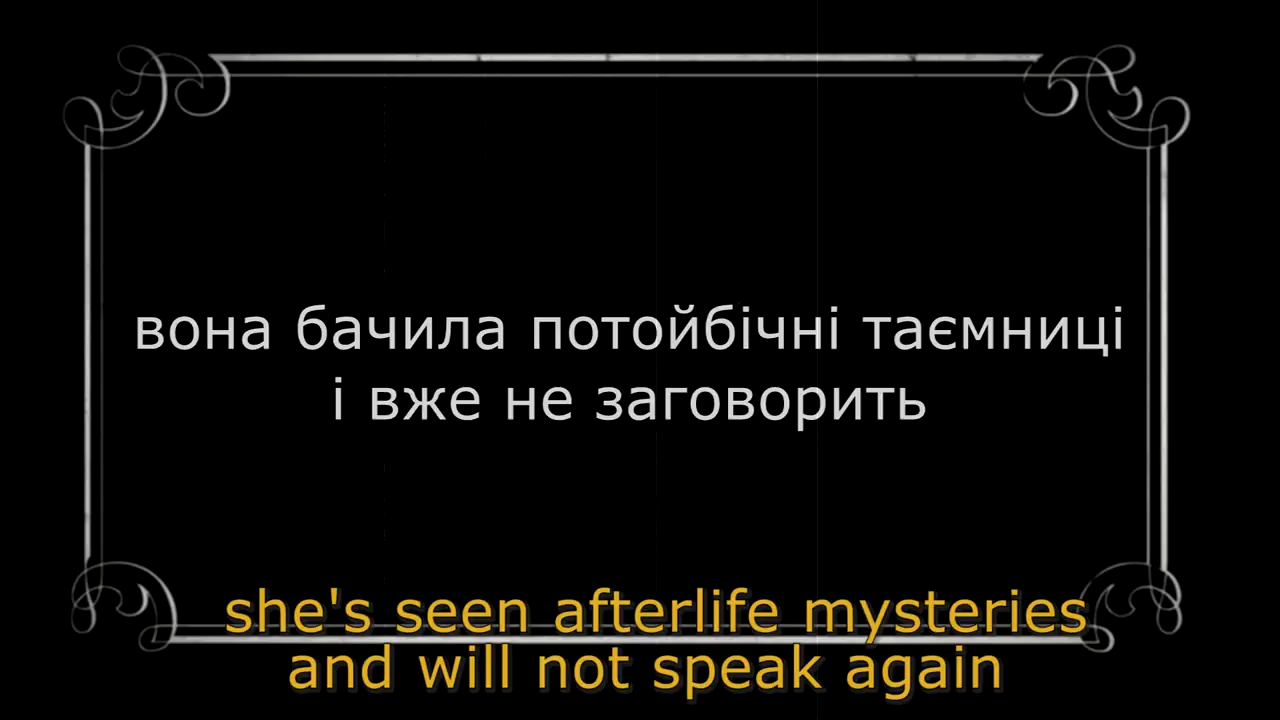 вона бачила потойбічні таємниці
і вже не заговорить
she's seen afterlife mysteries
and will not speak again